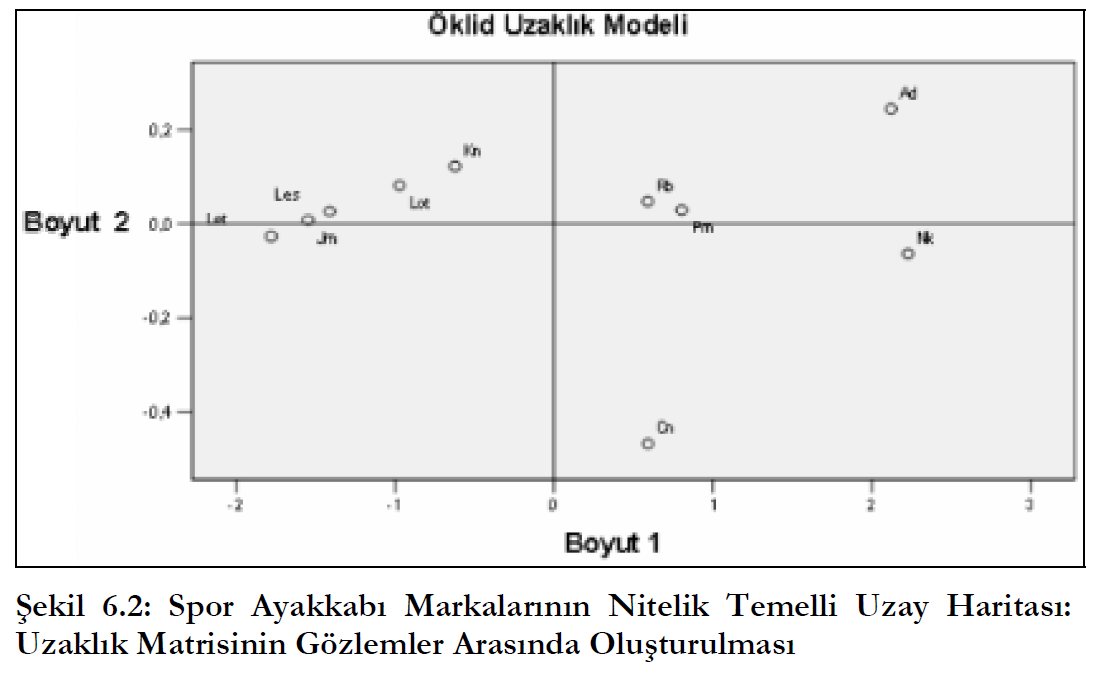 Öklid Uzaklık Modeli
Ad
0,2
Kn
Les
Rb
Lot
Boyut 2
0,0
Let
Jm
Pm
Nk
-0,2
-0,4
Cn
-2
-1
0
1
2
3
Boyut 1
Şekil 6.2: Spor Ayakkabı Markalarının Nitelik Temelli Uzay Haritası:
Uzaklık Matrisinin Gözlemler Arasında Oluşturulması